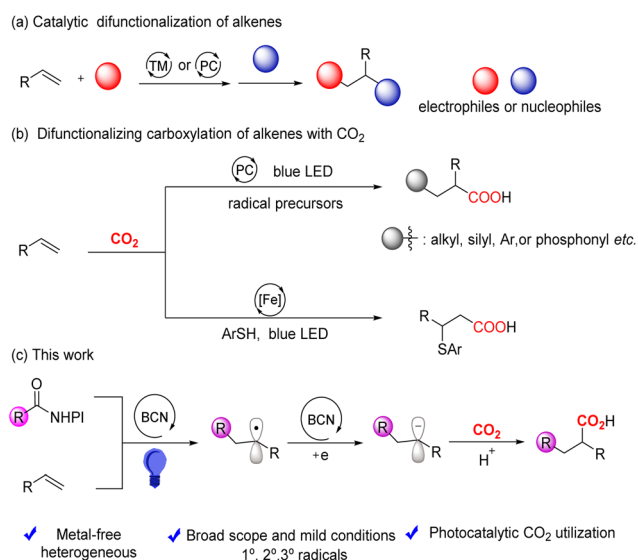 (a) Catalytic difunctionalization of alkenes
R
R + TM or PC
electrophiles or nucleophiles
(b) Difunctionalizing carboxylation of alkenes with CO2
PC blue LED
R
COOH
radical precursors
R
CO2
: alkyl, silyl, Ar,or phosphonyl etc.
[Fe]
R
COOH
ArSH, blue LED
SAr
(c) This work
O
R NHPI
BCN
R
R
BCN
+e
R
R
CO2
H+
CO2H
R
R
R
Metal-free
heterogeneous
Broad scope and mild conditions
1º, 2º,3º radicals
Photocatalytic CO2 utilization